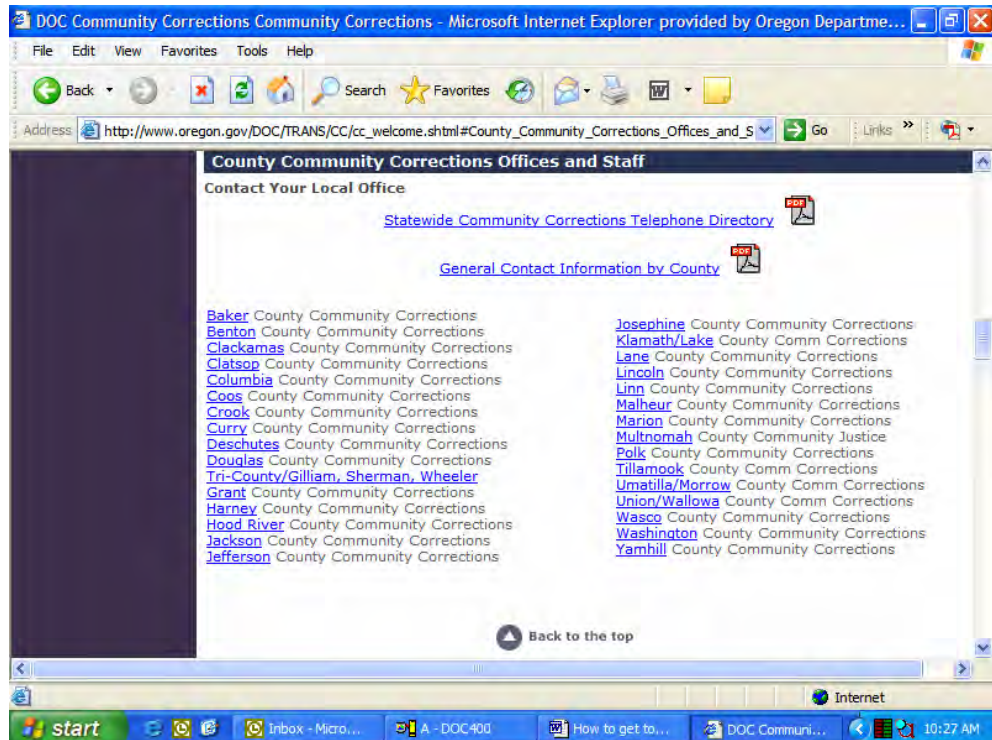 DOC Community Corrections Community Corrections - Microsoft Internet Explorer provided by Oregon Departme...
File Edit View Favorites Tools Help
Back Search Favorites
Address http://www.oregon.gov/DOC/TRANS/CC/cc_welcome.shtml#County_Community_Corrections_Offices_and_S Go Links »
County Community Corrections Offices and Staff
Contact Your Local Office
Statewide Community Corrections Telephone Directory PDF
General Contact Information by County PDF
Baker County Community Corrections
Benton County Community Corrections
Clackamas County Community Corrections
Clatsop County Community Corrections
Columbia County Community Corrections
Coos County Community Corrections
Crook County Community Corrections
Curry County Community Corrections
Deschutes County Community Corrections
Douglas County Community Corrections
Tri-County/Gilliam, Sherman, Wheeler
Grant County Community Corrections
Harney County Community Corrections
Hood River County Community Corrections
Jackson County Community Corrections
Jefferson County Community Corrections
Josephine County Community Corrections
Klamath/Lake County Comm Corrections
Lane County Community Corrections
Lincoln County Community Corrections
Linn County Community Corrections
Malheur County Community Corrections
Marion County Community Corrections
Multnomah County Community Justice
Polk County Community Corrections
Tillamook County Comm Corrections
Umatilla/Morrow County Comm Corrections
Union/Wallowa County Comm Corrections
Wasco County Community Corrections
Washington County Community Corrections
Yamhill County Community Corrections
Back to the top
Internet
start Inbox - Micro... A - DOC400 How to get to... DOC Communi... 10:27 AM